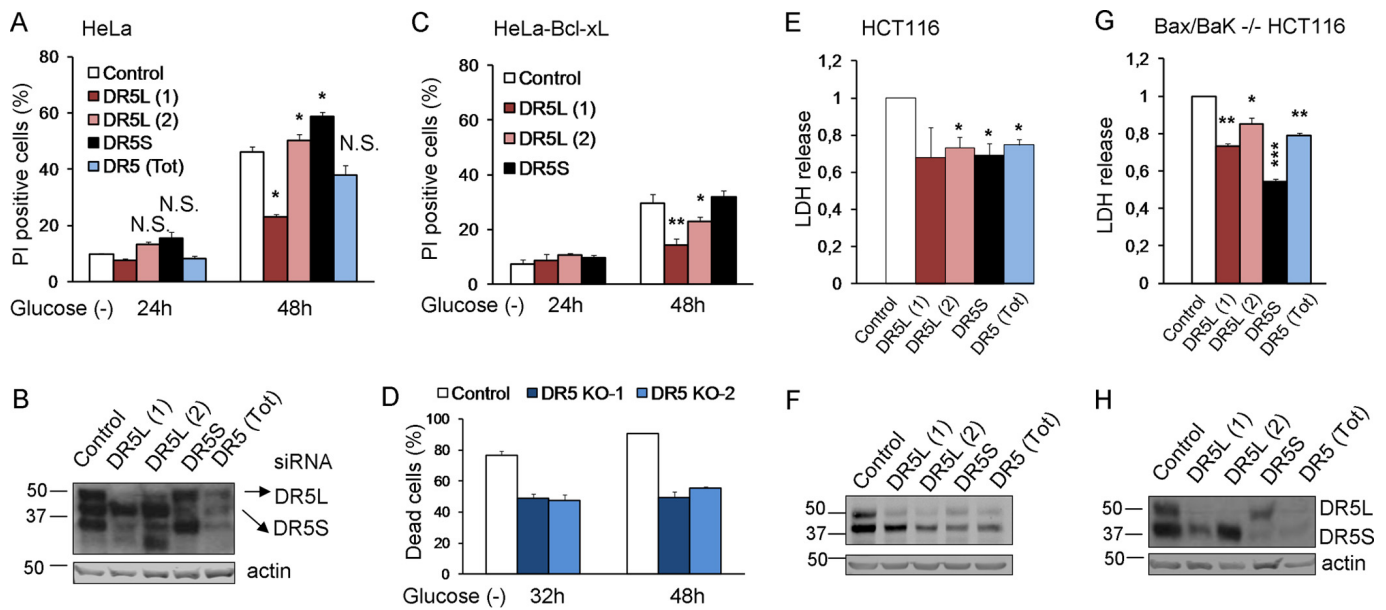 A HeLa
PI positive cells (%)
80
60
40
20
0
Control
DR5L (1)
DR5L (2)
DR5S
DR5 (Tot)
N.S.
N.S.
*
*
*
N.S.
Glucose (-) 24h 48h
B
Control
DR5L (1)
DR5L (2)
DR5S
DR5 (Tot)
siRNA
50
37
DR5L
DR5S
50
actin
C HeLa-Bcl-xL
PI positive cells (%)
80
60
40
20
0
Control
DR5L (1)
DR5L (2)
DR5S
**
*
Glucose (-) 24h 48h
D
Control DR5 KO-1 DR5 KO-2
Dead cells (%)
100
80
60
40
20
0
Glucose (-) 32h 48h
E HCT116
LDH release
1,2
1
0,8
0,6
0,4
0,2
0
* * *
Control
DR5L (1)
DR5L (2)
DR5S
DR5 (Tot)
F
Control
DR5L (1)
DR5L (2)
DR5S
DR5 (Tot)
50
37
50
G Bax/BaK -/- HCT116
LDH release
1,2
1
0,8
0,6
0,4
0,2
0
**
*
***
**
Control
DR5L (1)
DR5L (2)
DR5S
DR5 (Tot)
H
Control
DR5L (1)
DR5L (2)
DR5S
DR5 (Tot)
50
37
DR5L
DR5S
50
actin